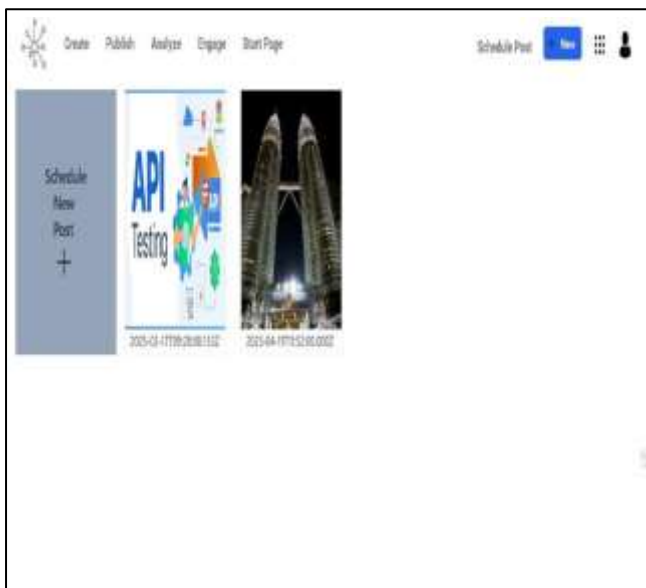 Create Publish Analyze Engage Start Page
Schedule Post
New
Schedule
New
Post
API
Testing